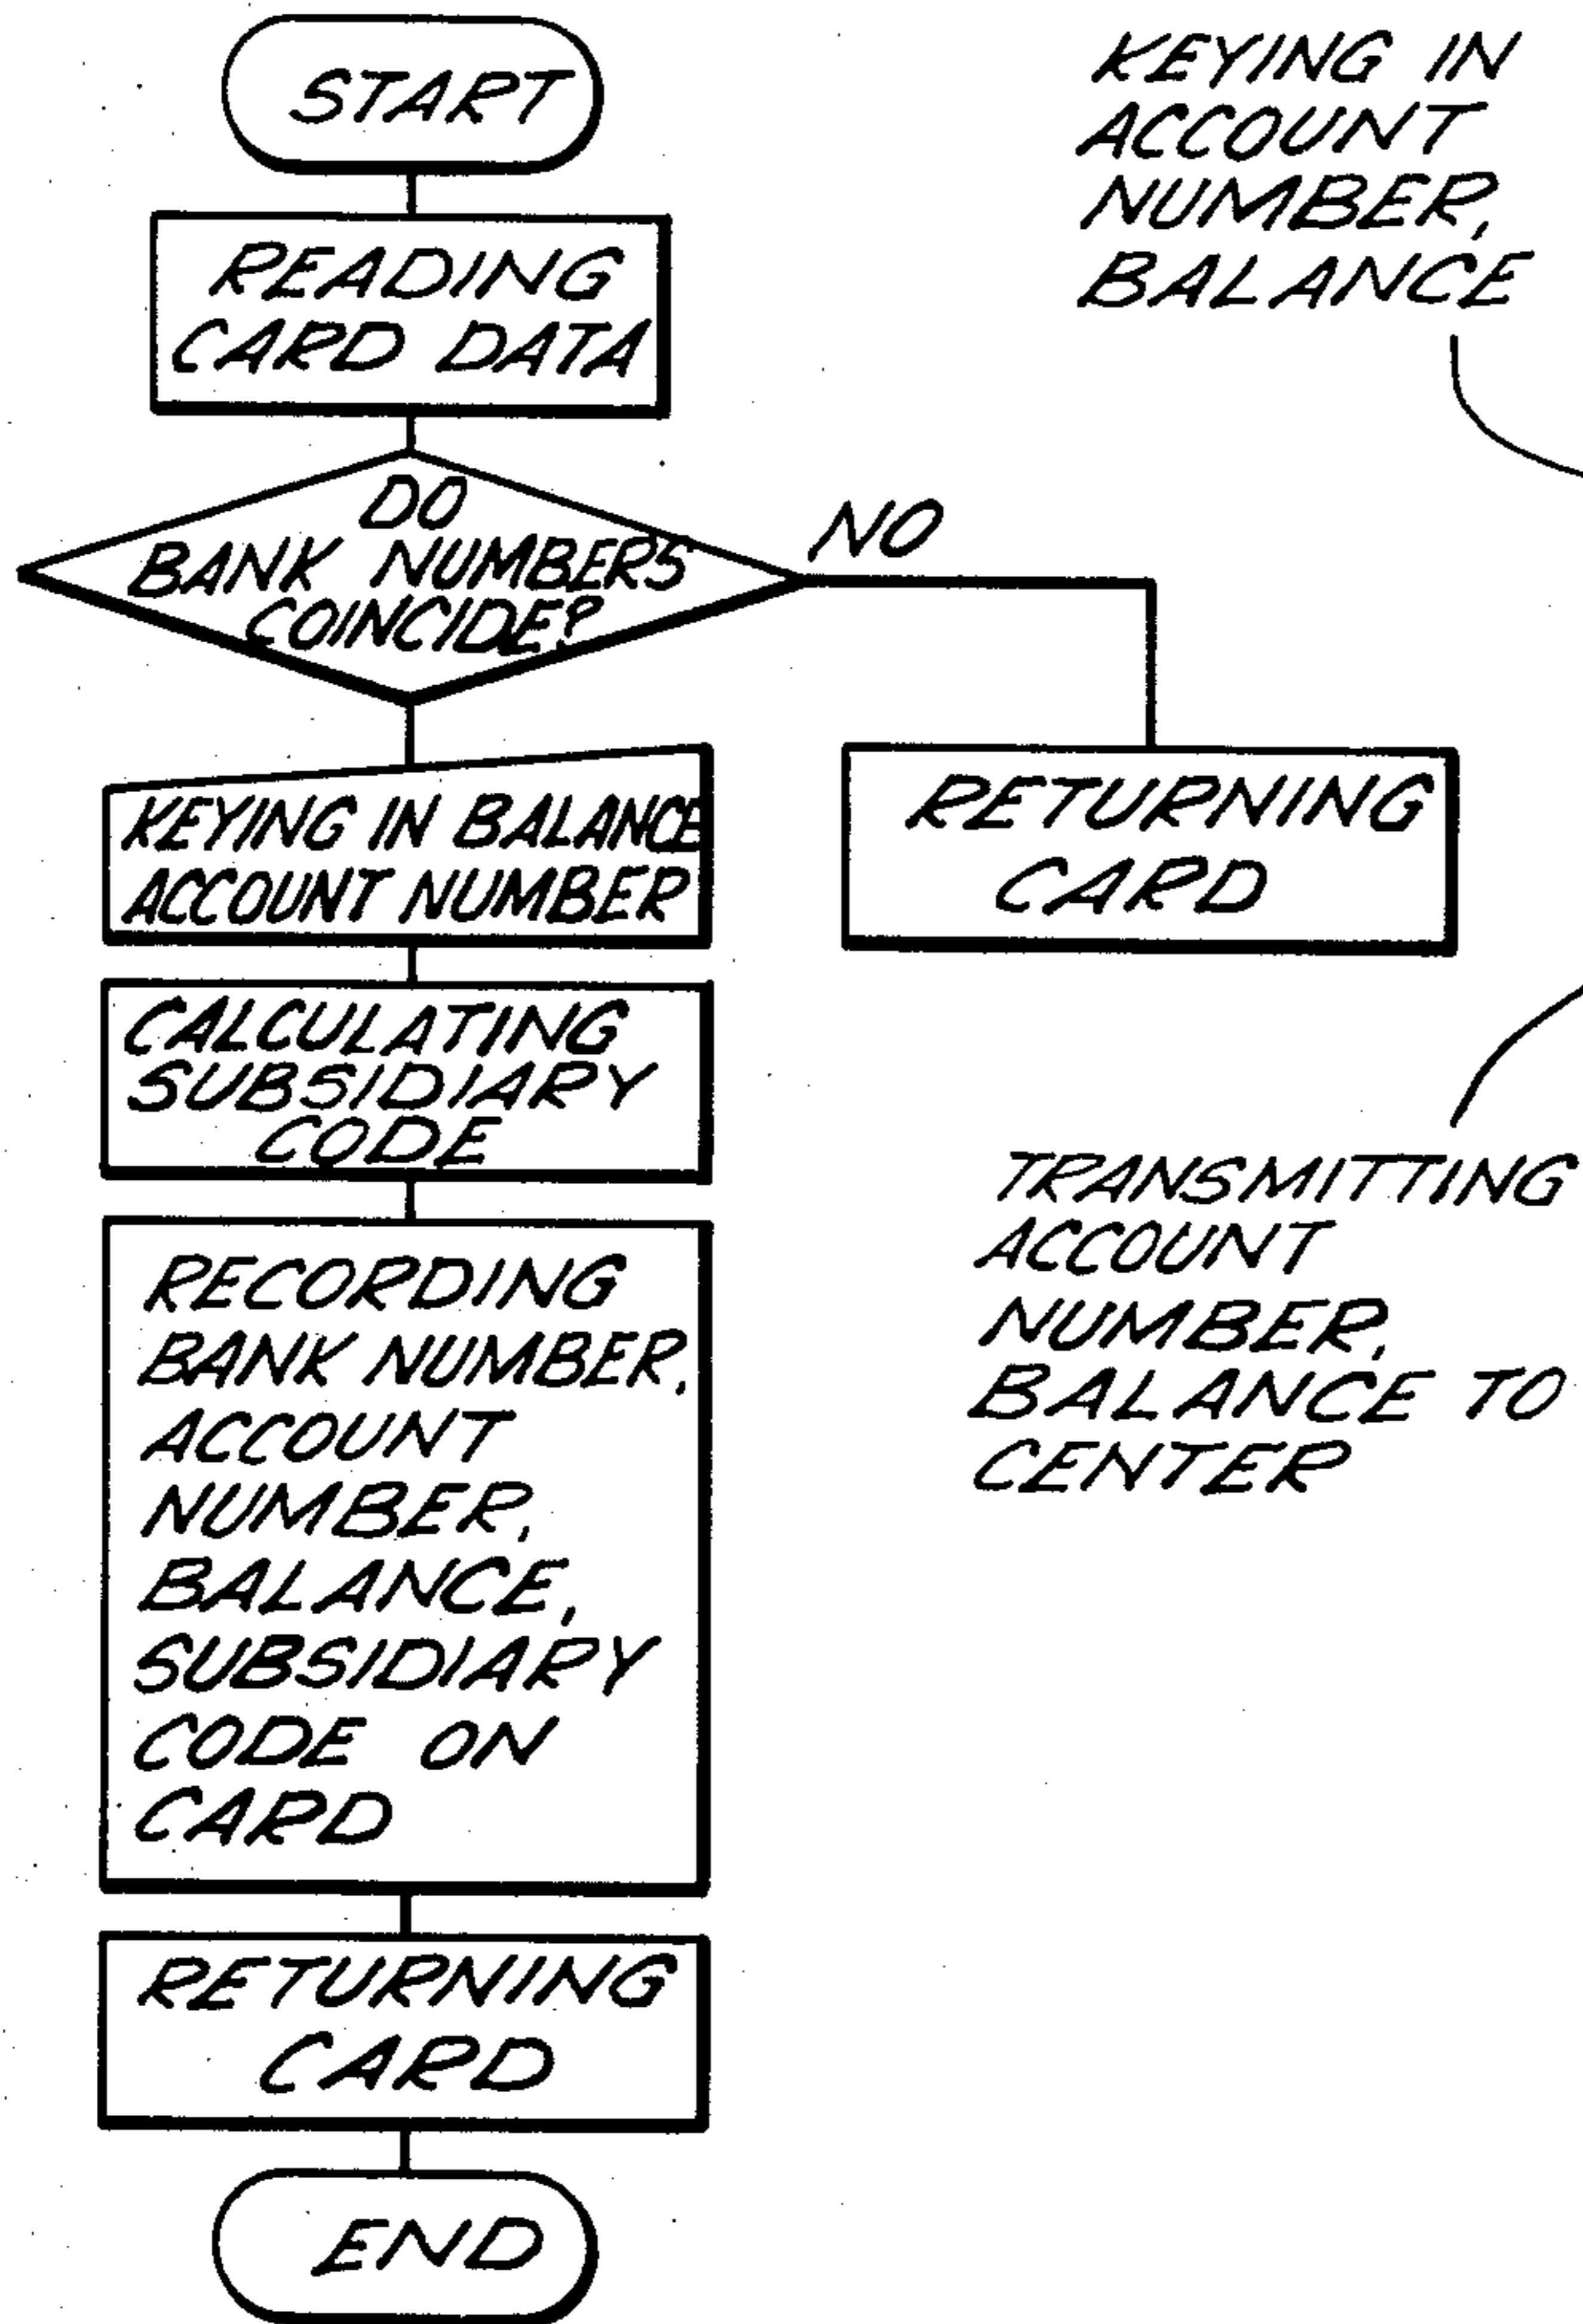 START
READING
CARD DATA
DO
BANK NUMBERS
COINCIDE?
NO
KEYING IN BALANCE
ACCOUNT NUMBER
RETURNING
CARD
CALCULATING
SUBSIDIARY
CODE
RECORDING
BANK NUMBER,
ACCOUNT
NUMBER,
BALANCE,
SUBSIDIARY
CODE ON
CARD
RETURNING
CARD
END
KEYING IN
ACCOUNT
NUMBER,
BALANCE
TRANSMITTING
ACCOUNT
NUMBER,
BALANCE TO
CENTER